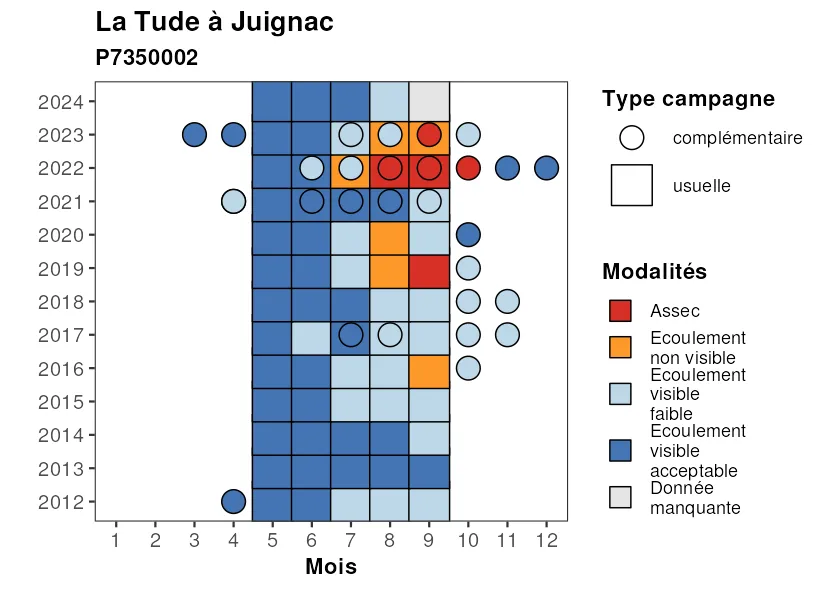 La Tude à Juignac
P7350002
2024
2023
2022
2021
2020
2019
2018
2017
2016
2015
2014
2013
2012
1 2 3 4 5 6 7 8 9 10 11 12
Mois
Type campagne
complémentaire
usuelle
Modalités
Assec
Ecoulement
non visible
Ecoulement
visible
faible
Ecoulement
visible
acceptable
Donnée
manquante